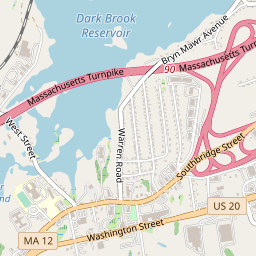 Dark Brook
Reservoir
Bryn Mawr Avenue
Massachusetts Turnpike
90
Massachusetts Turn
West Street
Warren Road
Southbridge Street
US 20
MA 12
Washington Street